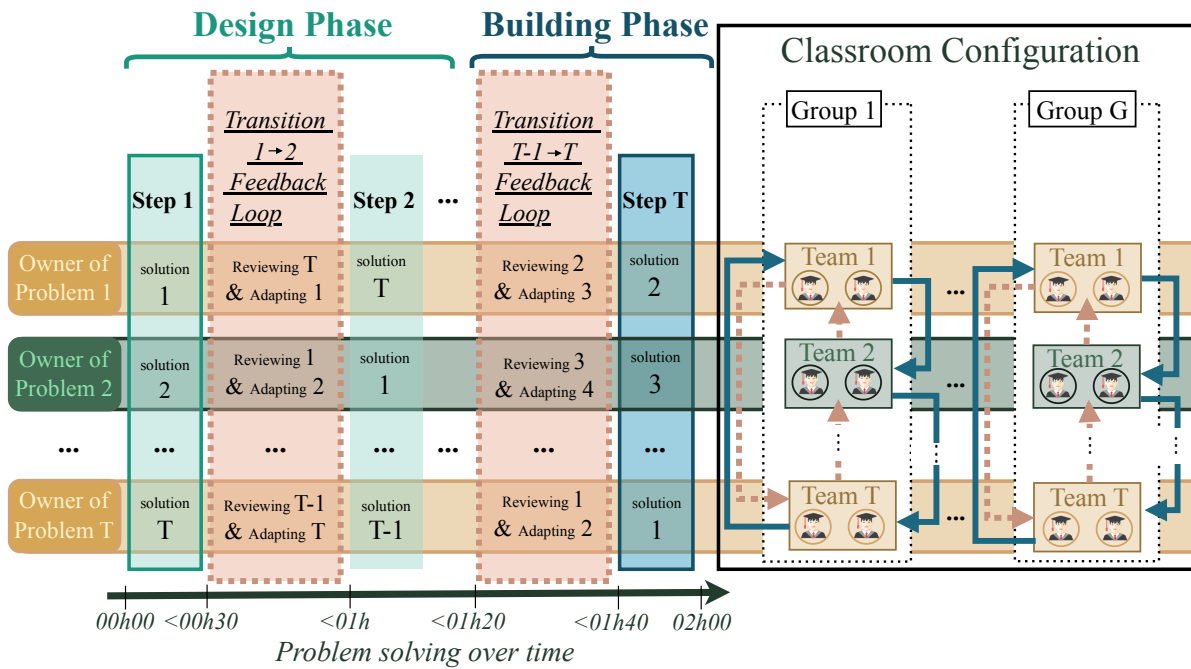 Design Phase
Building Phase
Classroom Configuration
Transition
1→2
Feedback
Loop
Transition
T-1→T
Feedback
Loop
Group 1
Group G
Step 1
Step 2
...
Step T
Owner of
Problem 1
solution
1
Reviewing T
& Adapting 1
solution
T
Reviewing 2
& Adapting 3
solution
2
Team 1
...
Team 1
Owner of
Problem 2
solution
2
Reviewing 1
& Adapting 2
solution
1
Reviewing 3
& Adapting 4
solution
3
Team 2
...
Team 2
...
...
...
...
...
...
...
Owner of
Problem T
solution
T
Reviewing T-1
& Adapting T
solution
T-1
Reviewing 1
& Adapting 2
solution
1
Team T
...
Team T
00h00
<00h30
<01h
<01h20
<01h40
02h00
Problem solving over time